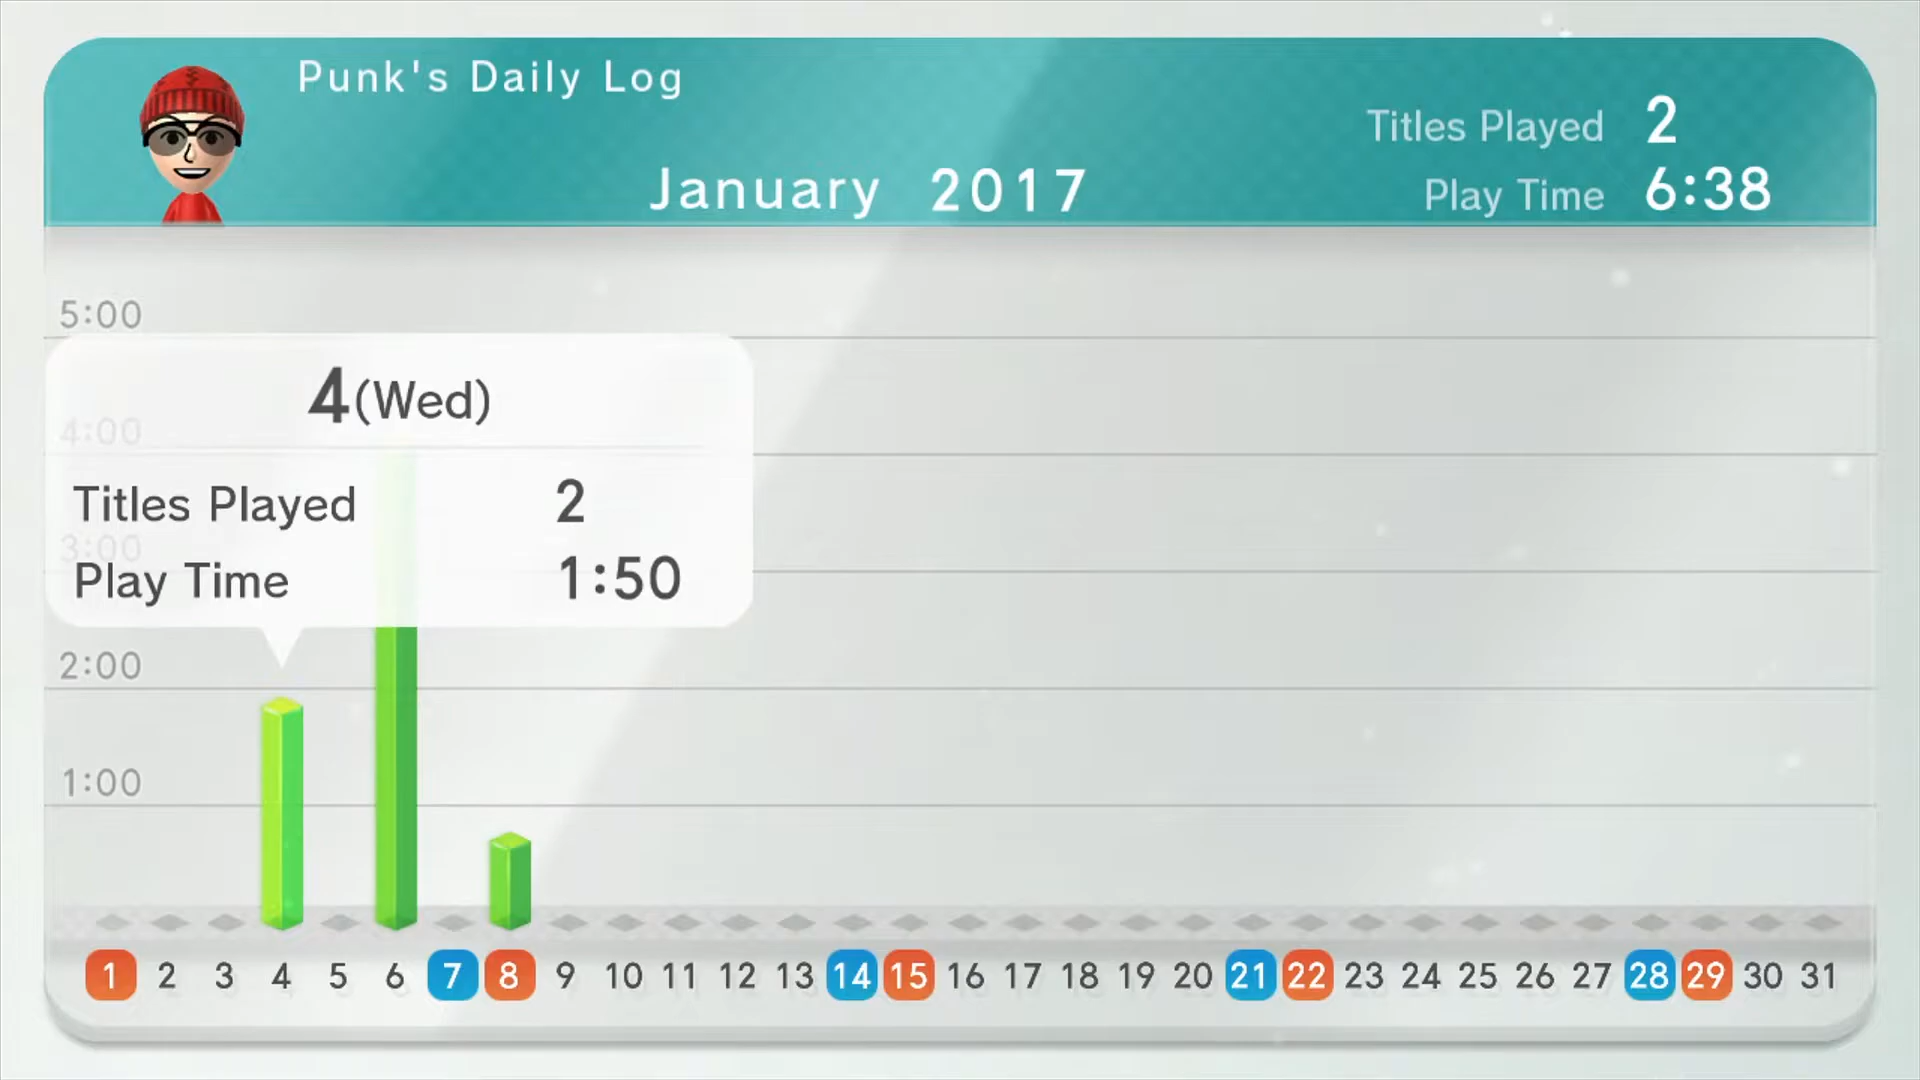 Punk's Daily Log
January 2017
Titles Played 2
Play Time 6:38
5:00
4(Wed)
4:00
Titles Played 2
3:00
Play Time 1:50
2:00
1:00
1 2 3 4 5 6 7 8 9 10 11 12 13 14 15 16 17 18 19 20 21 22 23 24 25 26 27 28 29 30 31